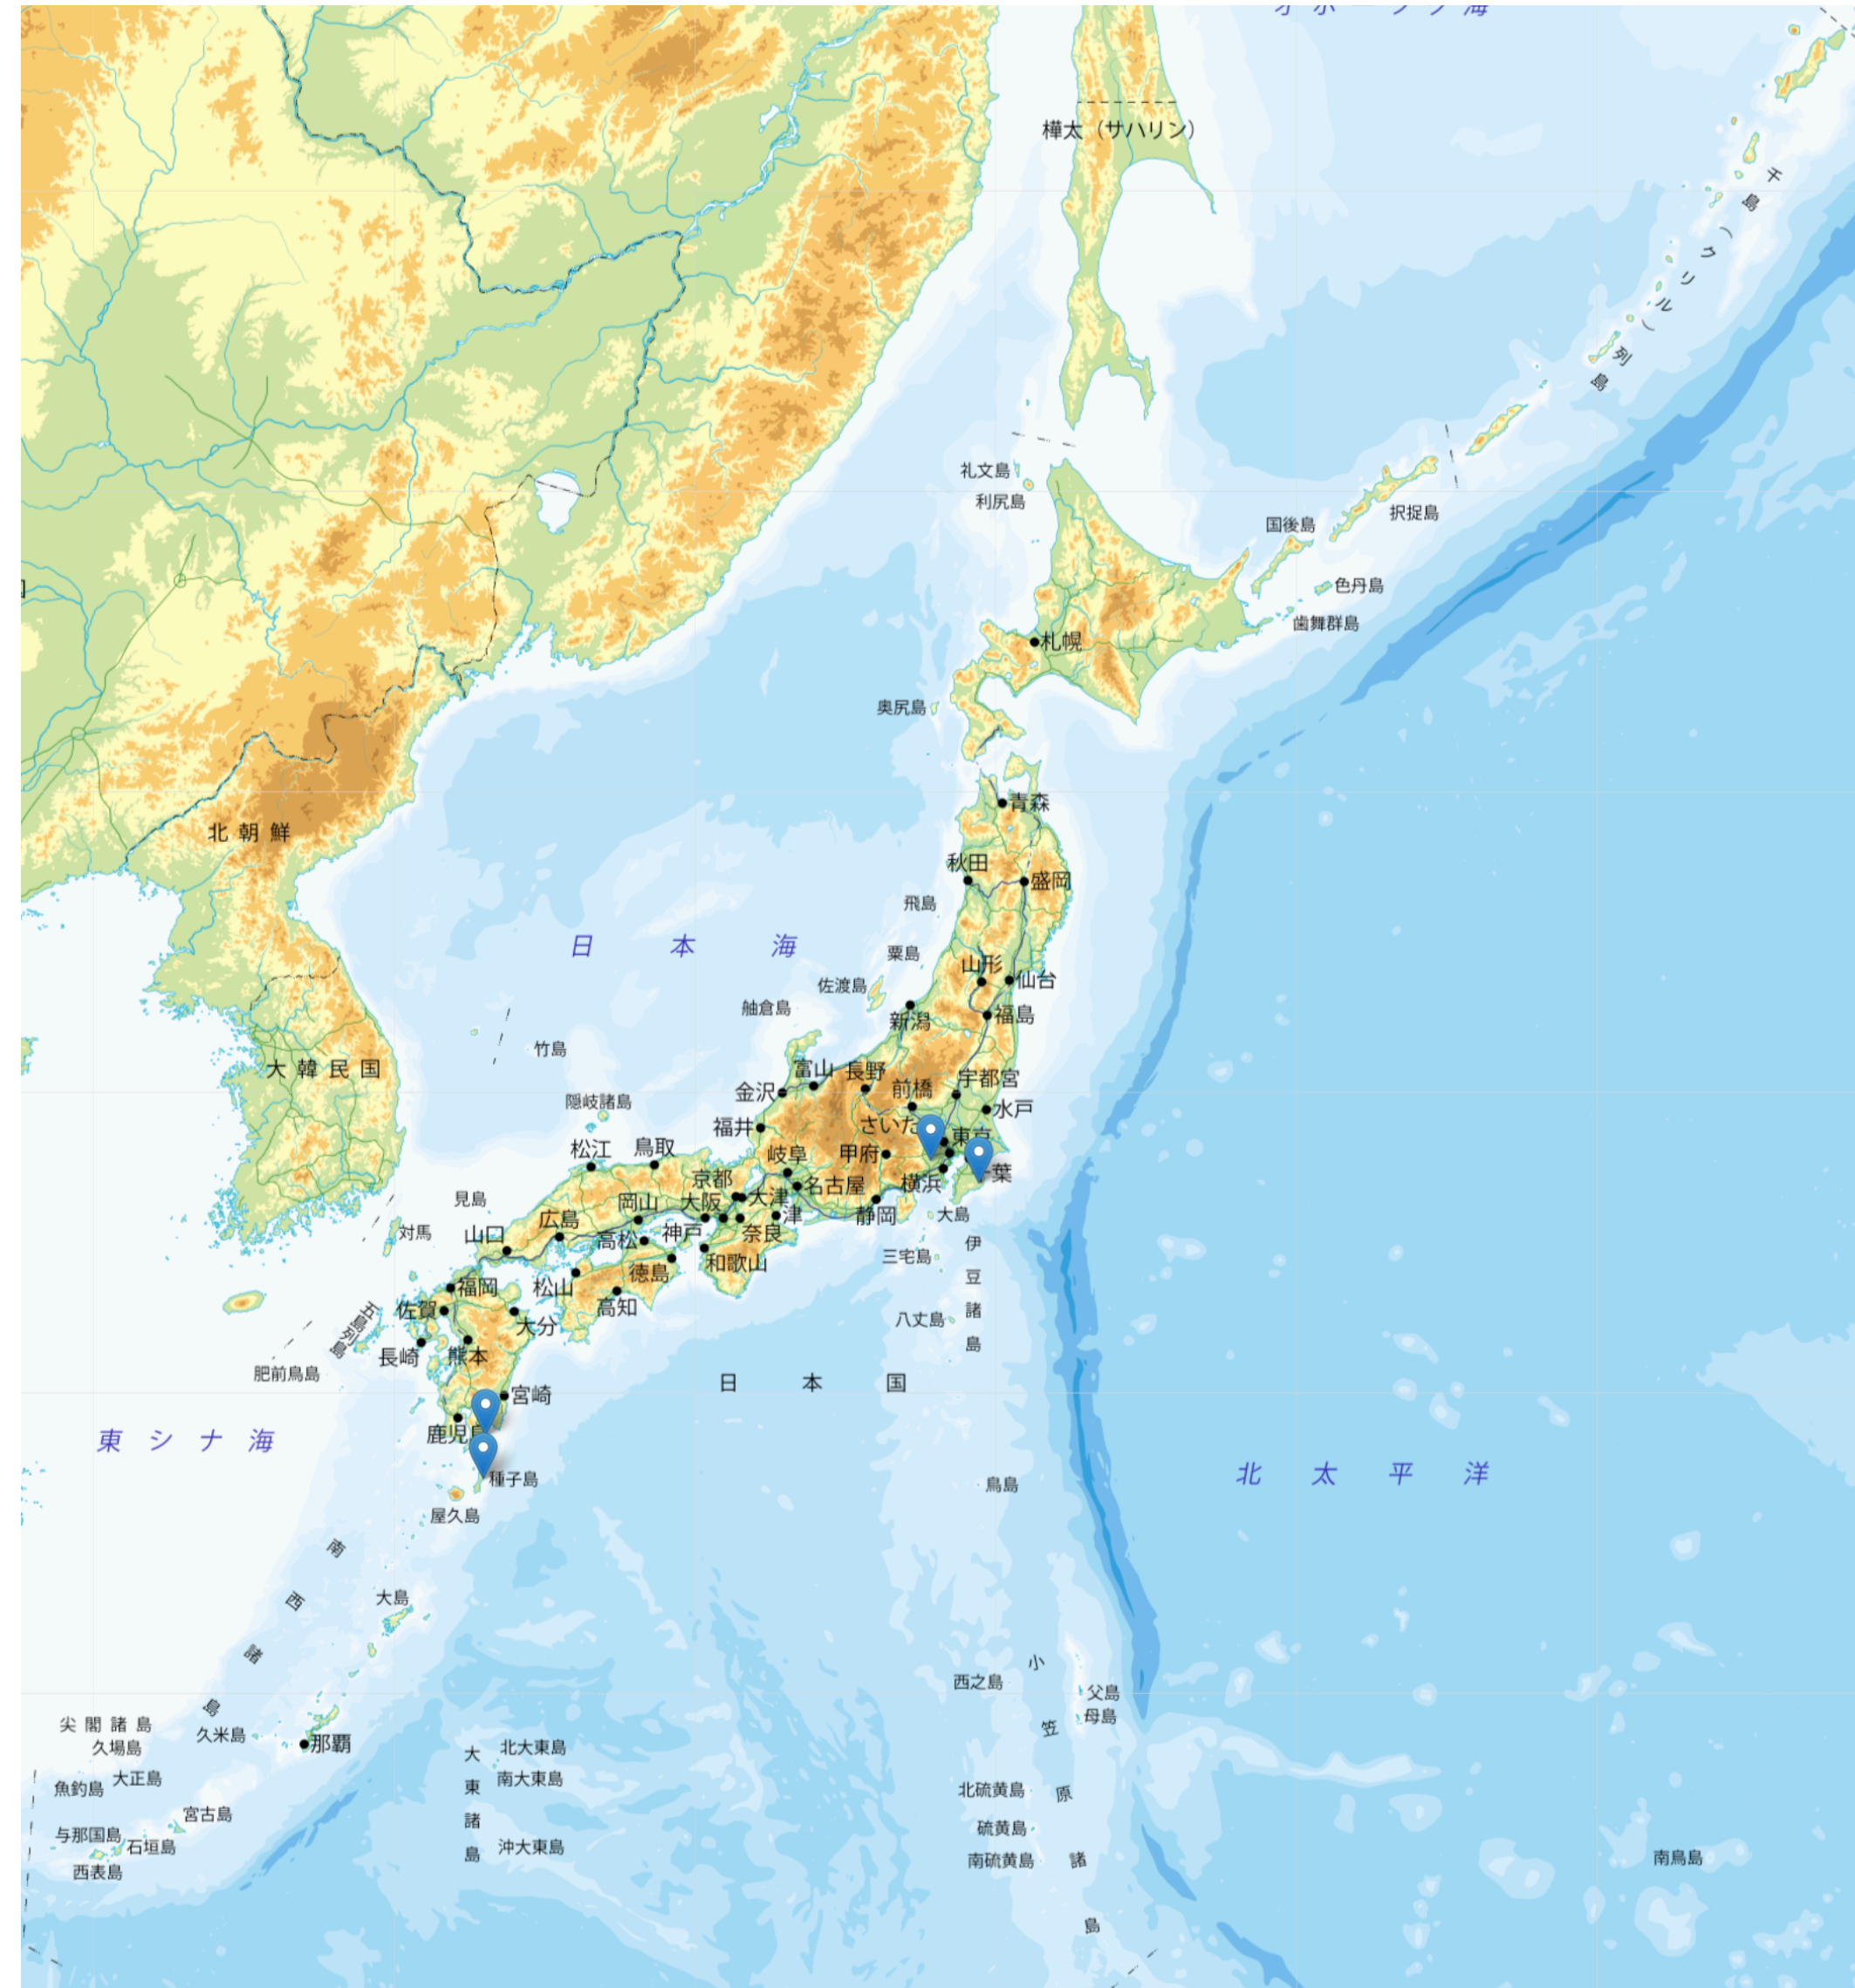 樺太（サハリン）
千島（クリル）列島
礼文島
利尻島
択捉島
国後島
色丹島
歯舞群島
札幌
奥尻島
青森
北朝鮮
秋田
盛岡
飛島
日本海
粟島
山形
仙台
佐渡島
舳倉島
新潟
福島
竹島
大韓民国
富山
長野
宇都宮
金沢
前橋
隠岐諸島
水戸
福井
さいた
東京
松江
鳥取
岐阜
甲府
葉
京都
大津
名古屋
横浜
見島
岡山
大阪
津
静岡
大島
対馬
山口
広島
高松
神戸
奈良
三宅島
伊豆諸島
和歌山
徳島
福岡
松山
佐賀
高知
八丈島
五島列島
大分
長崎
熊本
肥前鳥島
日本国
宮崎
東シナ海
鹿児島
北太平洋
種子島
鳥島
屋久島
南西諸島
大島
西之島
小笠原諸島
父島
母島
尖閣諸島
久米島
那覇
久場島
大東諸島
北大東島
大正島
南大東島
魚釣島
北硫黄島
宮古島
硫黄島
与那国島
石垣島
沖大東島
南硫黄島
南鳥島
西表島